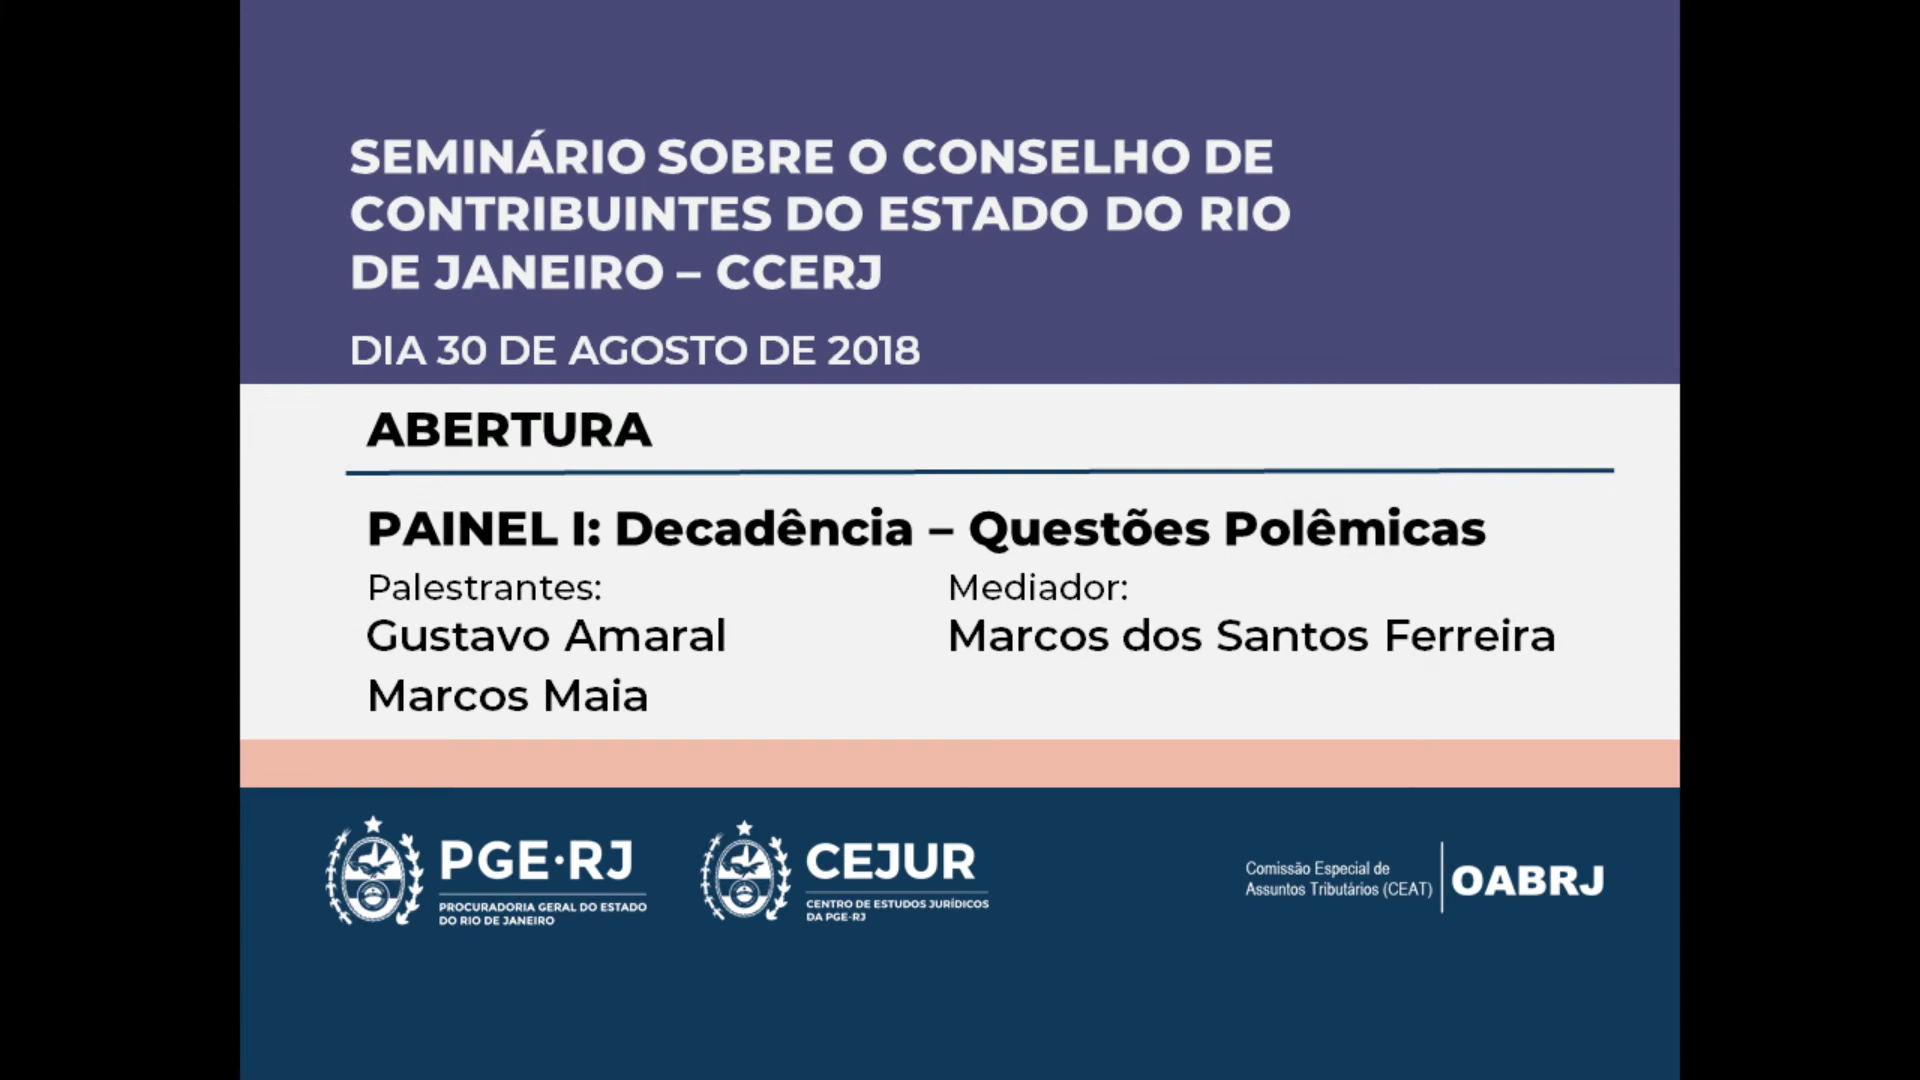 SEMINÁRIO SOBRE O CONSELHO DE
CONTRIBUINTES DO ESTADO DO RIO
DE JANEIRO – CCERJ
DIA 30 DE AGOSTO DE 2018
ABERTURA
PAINEL I: Decadência – Questões Polêmicas
Palestrantes:
Gustavo Amaral
Marcos Maia
Mediador:
Marcos dos Santos Ferreira
PGE·RJ
PROCURADORIA GERAL DO ESTADO
DO RIO DE JANEIRO
CEJUR
CENTRO DE ESTUDOS JURÍDICOS
DA PGE-RJ
Comissão Especial de
Assuntos Tributários (CEAT)
OABRJ